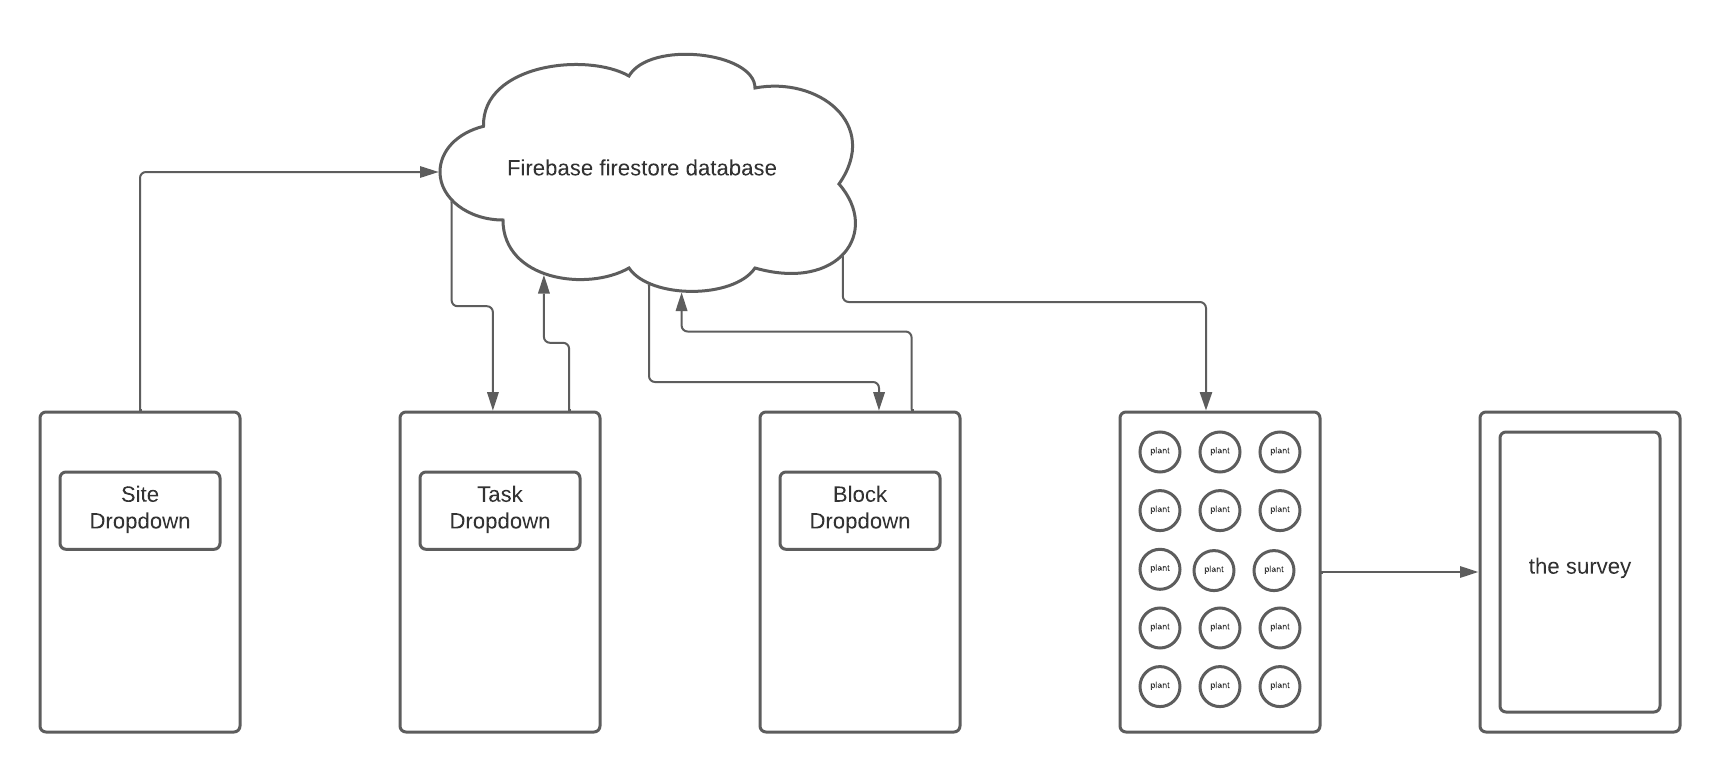 Firebase firestore database
Site
Dropdown
Task
Dropdown
Block
Dropdown
plant plant plant
plant plant plant
plant plant plant
plant plant plant
plant plant plant
the survey